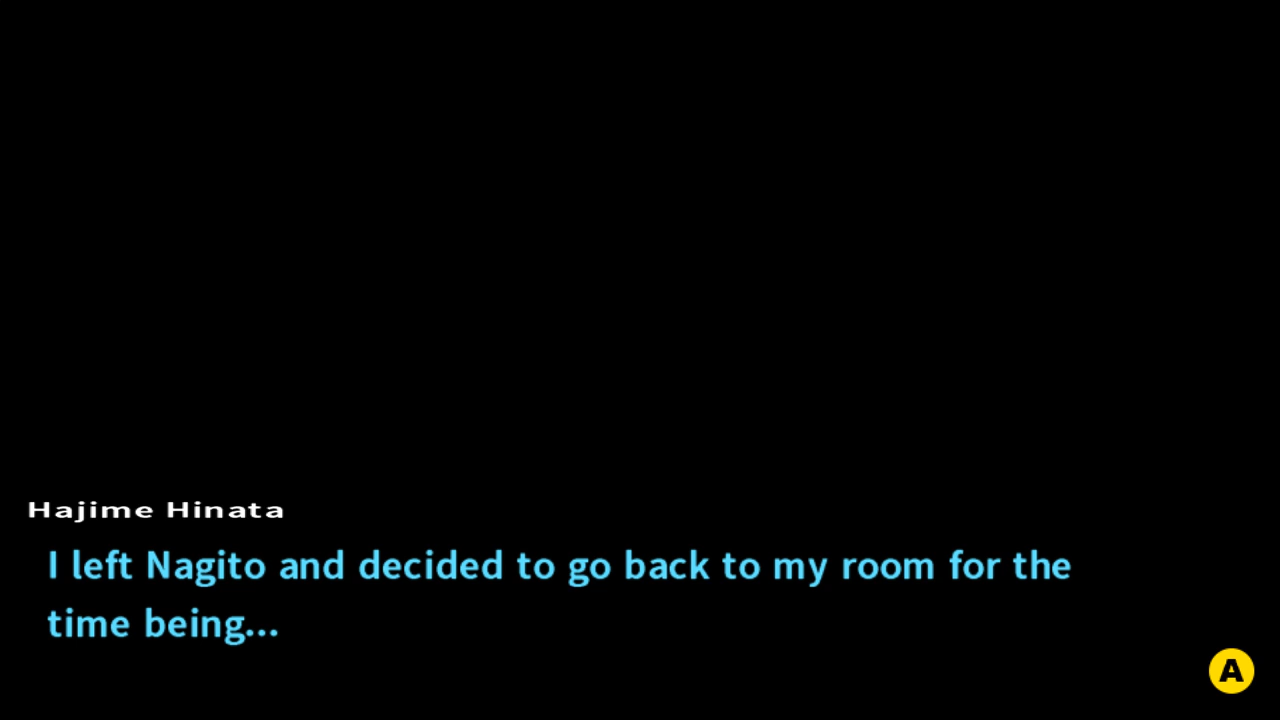 Hajime Hinata
I left Nagito and decided to go back to my room for the
time being...
A